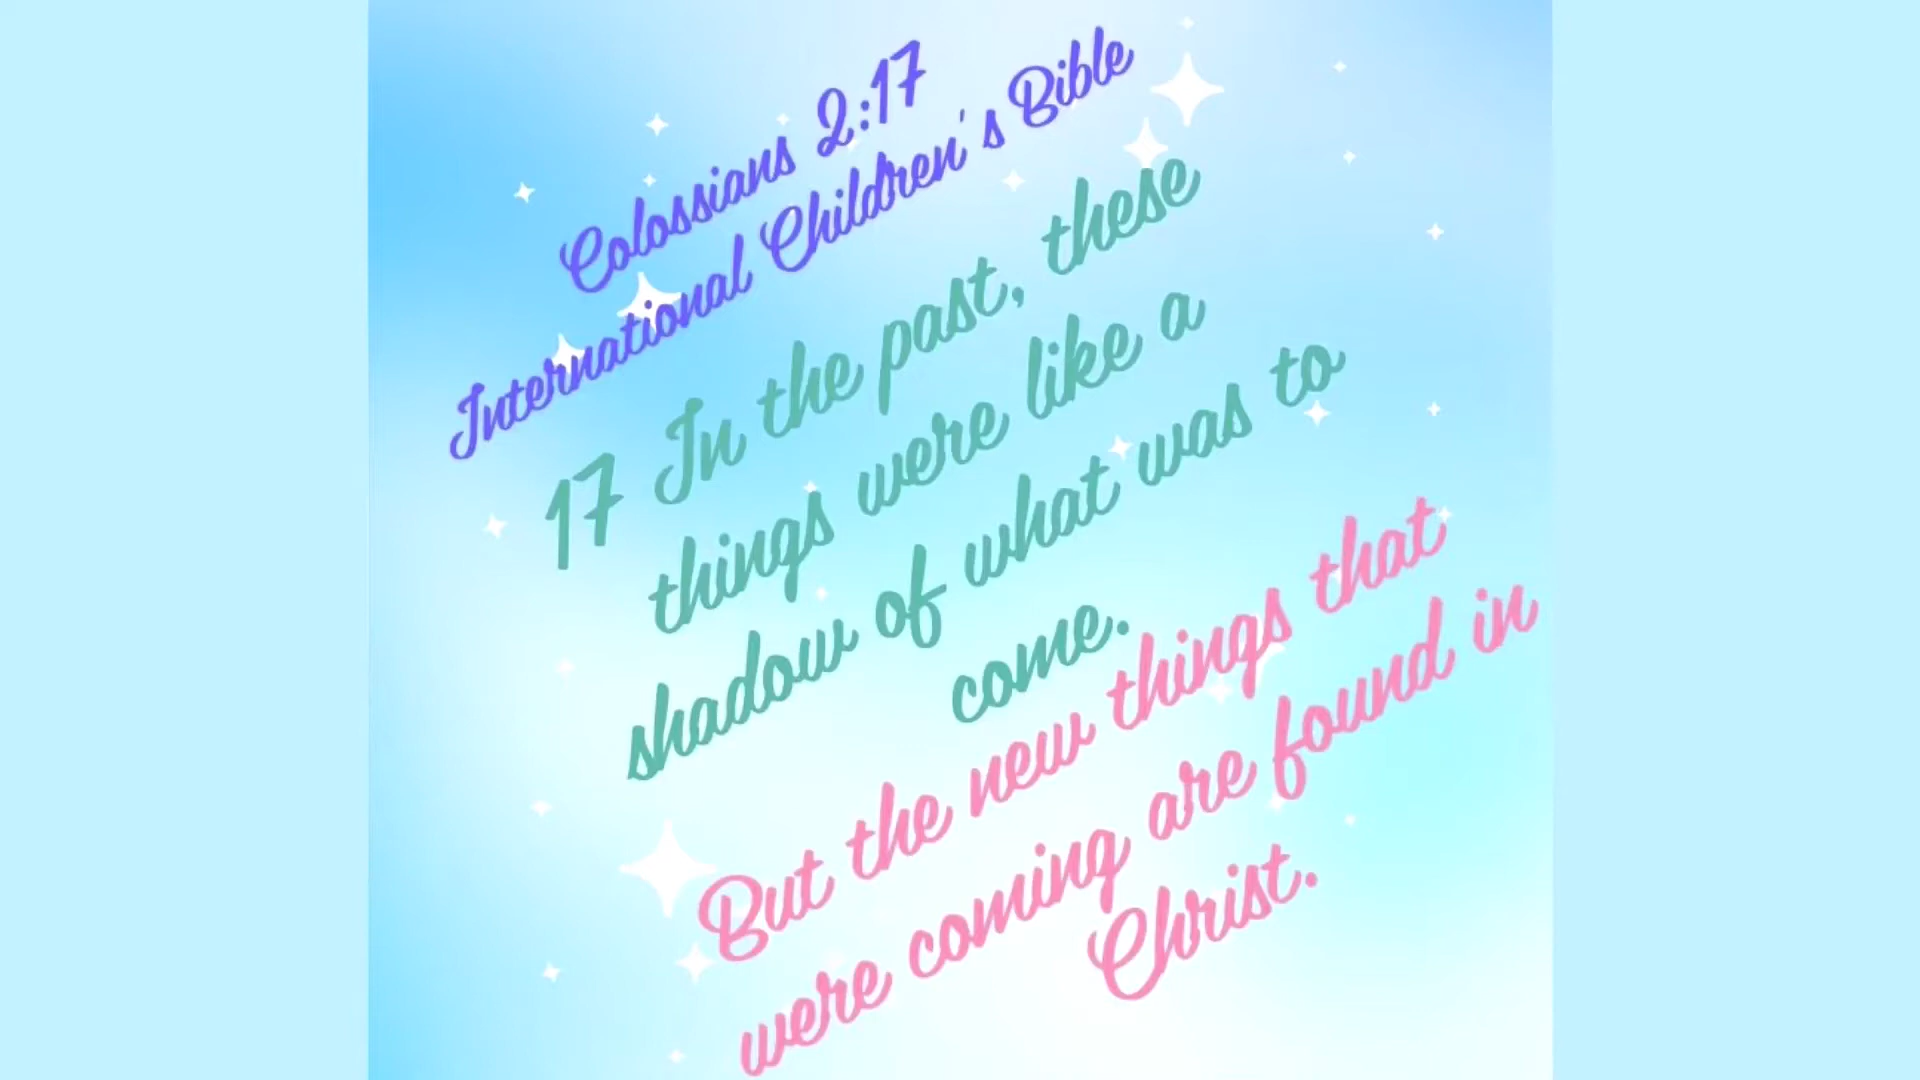 Colossians 2:17
International Children's Bible
17 In the past, these
things were like a
shadow of what was to
come.
But the new things that
were coming are found in
Christ.